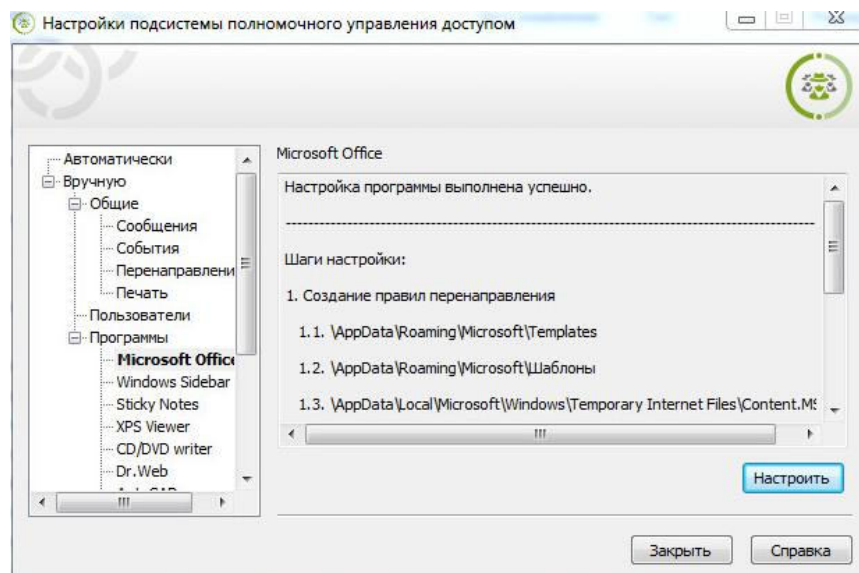 Настройки подсистемы полномочного управления доступом
Автоматически
Вручную
Общие
Сообщения
События
Перенаправлени
Печать
Пользователи
Программы
Microsoft Office
Windows Sidebar
Sticky Notes
XPS Viewer
CD/DVD writer
Dr.Web
Microsoft Office
Настройка программы выполнена успешно.
Шаги настройки:
1. Создание правил перенаправления
1.1. \AppData\Roaming\Microsoft\Templates
1.2. \AppData\Roaming\Microsoft\Шаблоны
1.3. \AppData\Local\Microsoft\Windows\Temporary Internet Files\Content.MS
Настроить
Закрыть
Справка